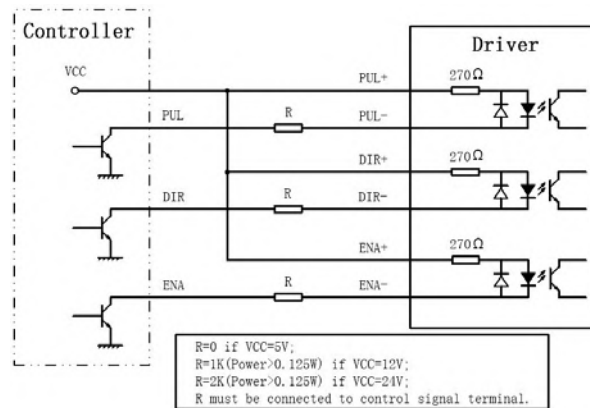 Controller
Driver
VCC
PUL+
270Ω
PUL
R
PUL-
DIR+
270Ω
DIR
R
DIR-
ENA+
270Ω
ENA
R
ENA-
R=0 if VCC=5V;
R=1K(Power>0.125W) if VCC=12V;
R=2K(Power>0.125W) if VCC=24V;
R must be connected to control signal terminal.